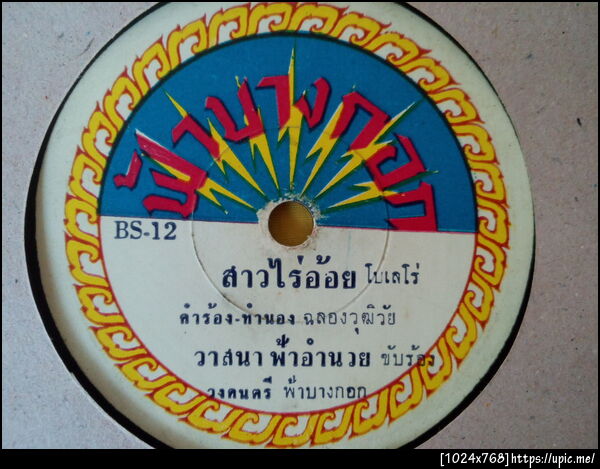 ฟ้าบางกอก
BS-12
สาวไร่อ้อย โบเลโร่
คำร้อง-ทำนอง ฉลองวุฒิวัย
วาสนา ฟ้าอำนวย ขับร้อง
วงดนตรี ฟ้าบางกอก
[1024x768]https://upic.me/